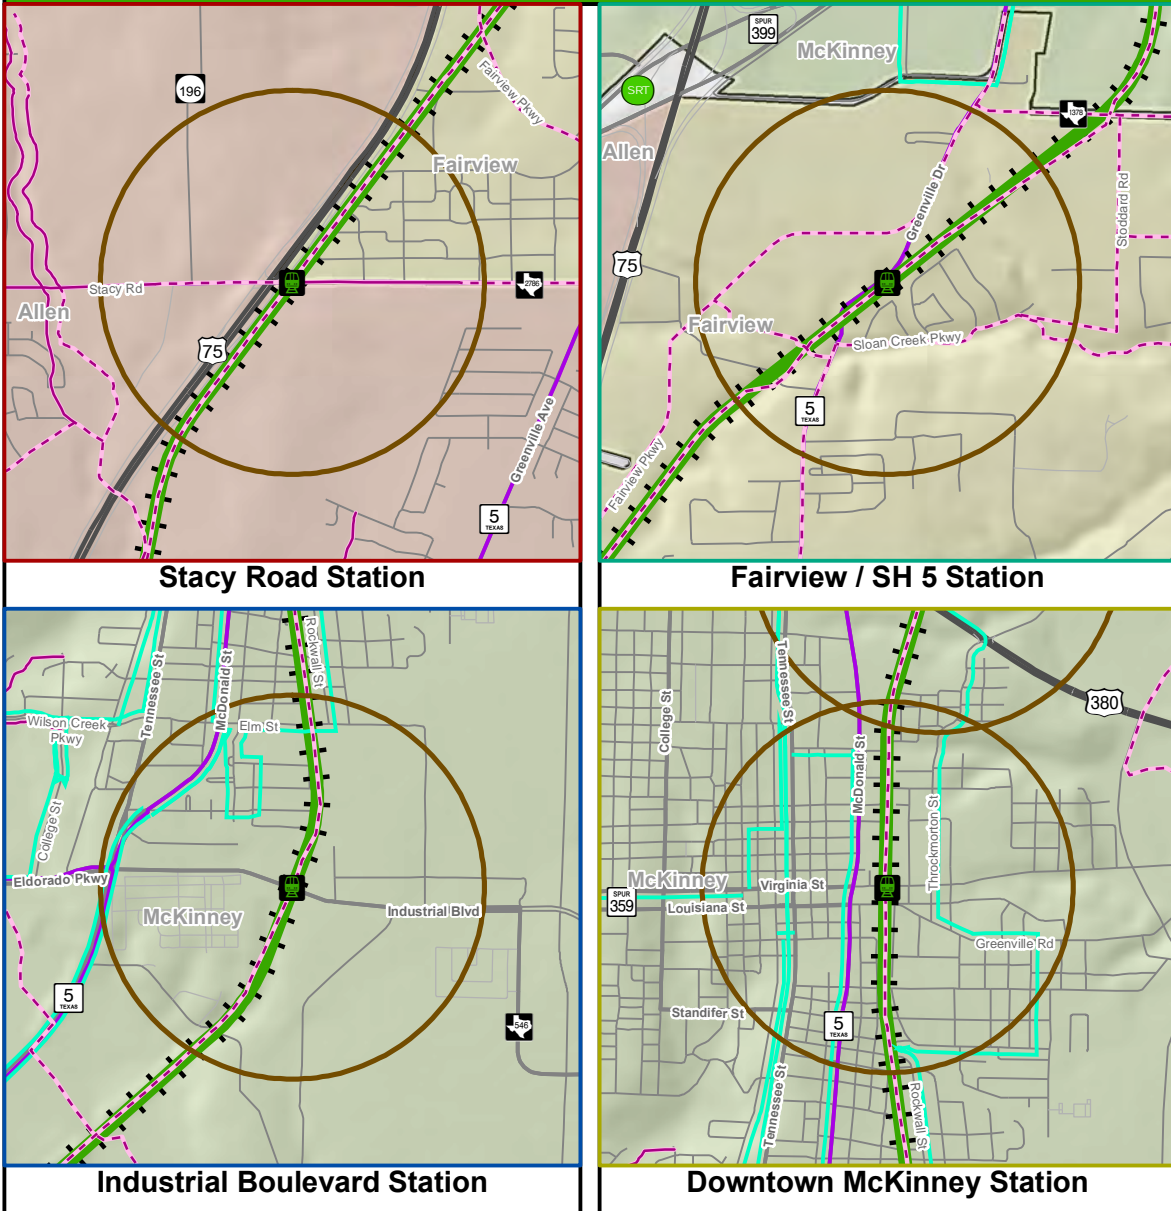 196
Fairview Pkwy
Fairview
Stacy Rd
2786
Allen
75
Greenville Ave
5
TEXAS
Stacy Road Station
SPUR
399
McKinney
SRT
1378
Allen
Greenville Dr
Stoddard Rd
75
Fairview
Sloan Creek Pkwy
5
TEXAS
Fairview Pkwy
Fairview / SH 5 Station
Rockwall St
Tennessee St
McDonald St
Wilson Creek
Pkwy
Elm St
College St
Eldorado Pkwy
McKinney
Industrial Blvd
5
TEXAS
546
Industrial Boulevard Station
Tennessee St
College St
380
McDonald St
Throckmorton St
McKinney
Virginia St
SPUR
359
Louisiana St
Greenville Rd
Standifer St
5
TEXAS
Tennessee St
Rockwall St
Downtown McKinney Station